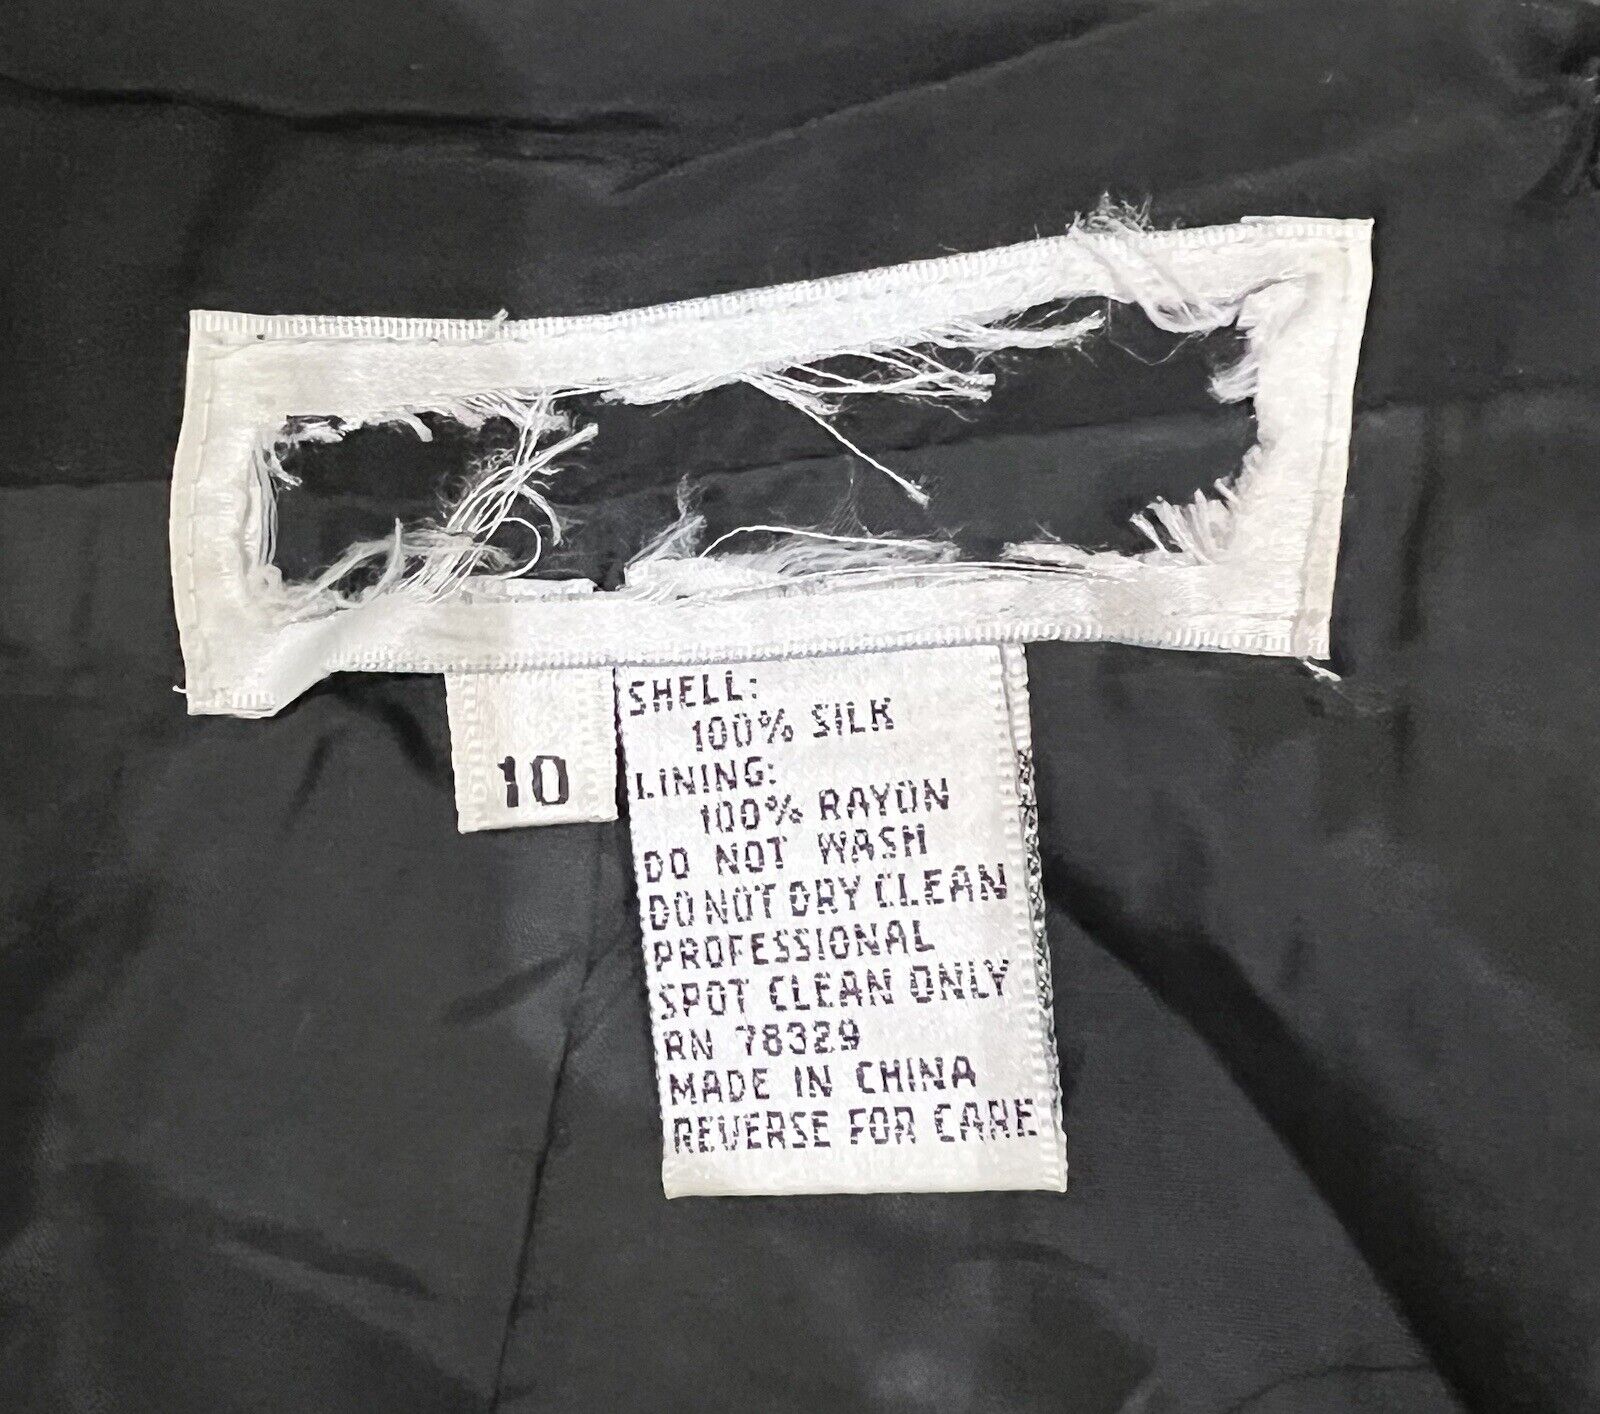 10
SHELL:
100% SILK
LINING:
100% RAYON
DO NOT WASH
DO NOT DRY CLEAN
PROFESSIONAL
SPOT CLEAN ONLY
RN 78329
MADE IN CHINA
REVERSE FOR CARE